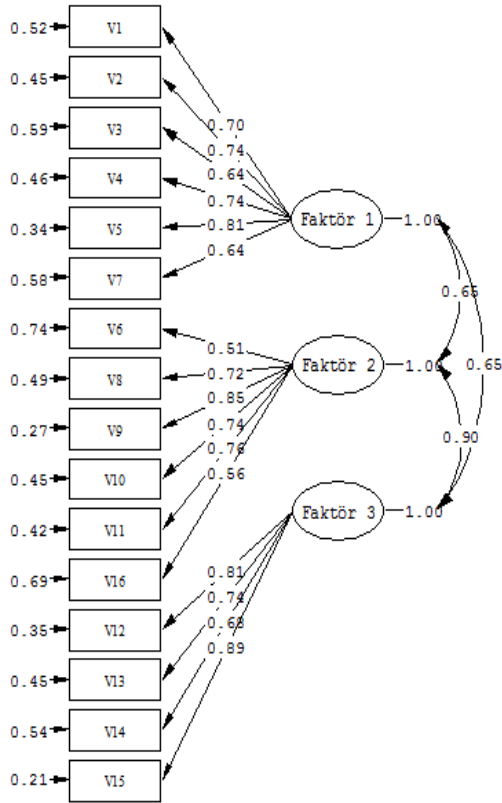 0.52 V1
0.45 V2
0.59 V3
0.70
0.74
0.64
0.46 V4
0.74
0.34 V5
0.81
Faktör 1 1.00
0.58 V7
0.64
0.65
0.74 V6
0.51
0.49 V8
0.72
Faktör 2 1.00
0.65
0.27 V9
0.85
0.74
0.76
0.90
0.45 V10
0.56
0.42 V11
Faktör 3 1.00
0.69 V16
0.81
0.35 V12
0.74
0.68
0.89
0.45 V13
0.54 V14
0.21 V15